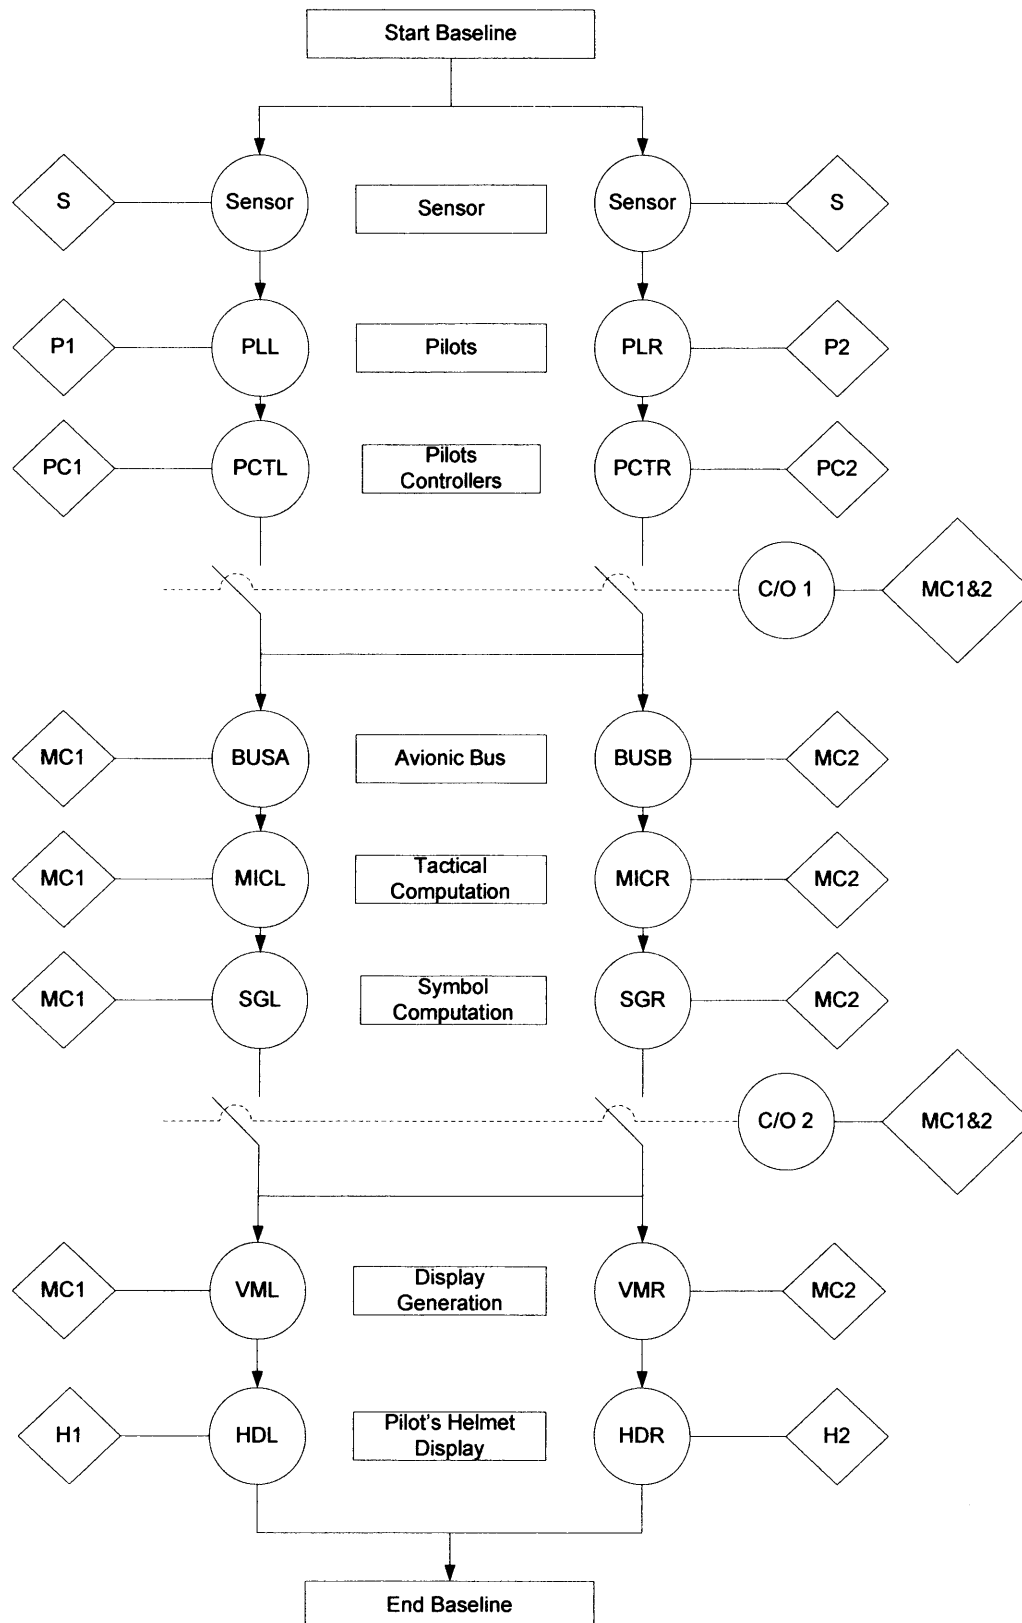 Start Baseline
S
Sensor
Sensor
Sensor
S
P1
PLL
Pilots
PLR
P2
PC1
PCTL
Pilots
Controllers
PCTR
PC2
C/O 1
MC1&2
MC1
BUSA
Avionic Bus
BUSB
MC2
MC1
MICL
Tactical
Computation
MICR
MC2
MC1
SGL
Symbol
Computation
SGR
MC2
C/O 2
MC1&2
MC1
VML
Display
Generation
VMR
MC2
H1
HDL
Pilot's Helmet
Display
HDR
H2
End Baseline